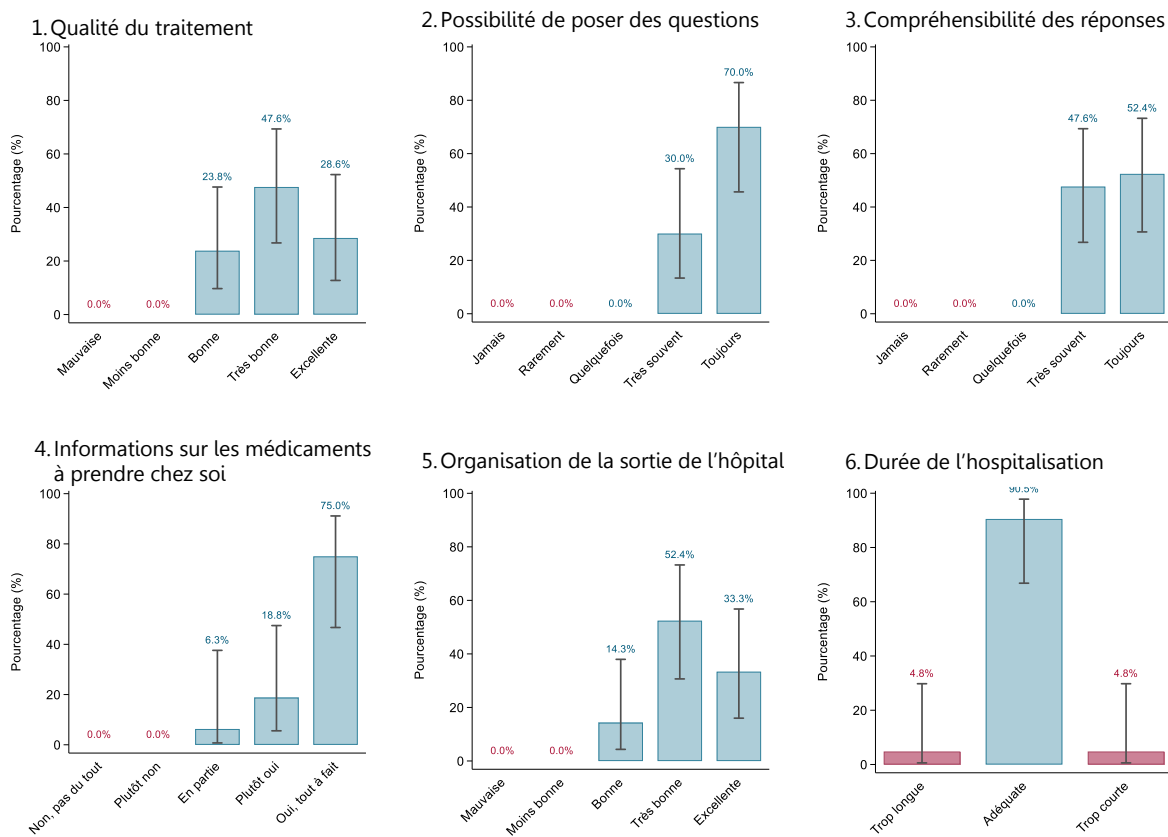 1. Qualité du traitement
100
80
60
40
20
0
Pourcentage (%)
0.0%
0.0%
23.8%
47.6%
28.6%
Mauvaise
Moins bonne
Bonne
Très bonne
Excellente
2. Possibilité de poser des questions
100
80
60
40
20
0
Pourcentage (%)
0.0%
0.0%
0.0%
30.0%
70.0%
Jamais
Rarement
Quelquefois
Très souvent
Toujours
3. Compréhensibilité des réponses
100
80
60
40
20
0
Pourcentage (%)
0.0%
0.0%
0.0%
47.6%
52.4%
Jamais
Rarement
Quelquefois
Très souvent
Toujours
4. Informations sur les médicaments
à prendre chez soi
100
80
60
40
20
0
Pourcentage (%)
0.0%
0.0%
6.3%
18.8%
75.0%
Non, pas du tout
Plutôt non
En partie
Plutôt oui
Oui, tout à fait
5. Organisation de la sortie de l’hôpital
100
80
60
40
20
0
Pourcentage (%)
0.0%
0.0%
14.3%
52.4%
33.3%
Mauvaise
Moins bonne
Bonne
Très bonne
Excellente
6. Durée de l’hospitalisation
100
80
60
40
20
0
Pourcentage (%)
4.8%
90.5%
4.8%
Trop longue
Adéquate
Trop courte